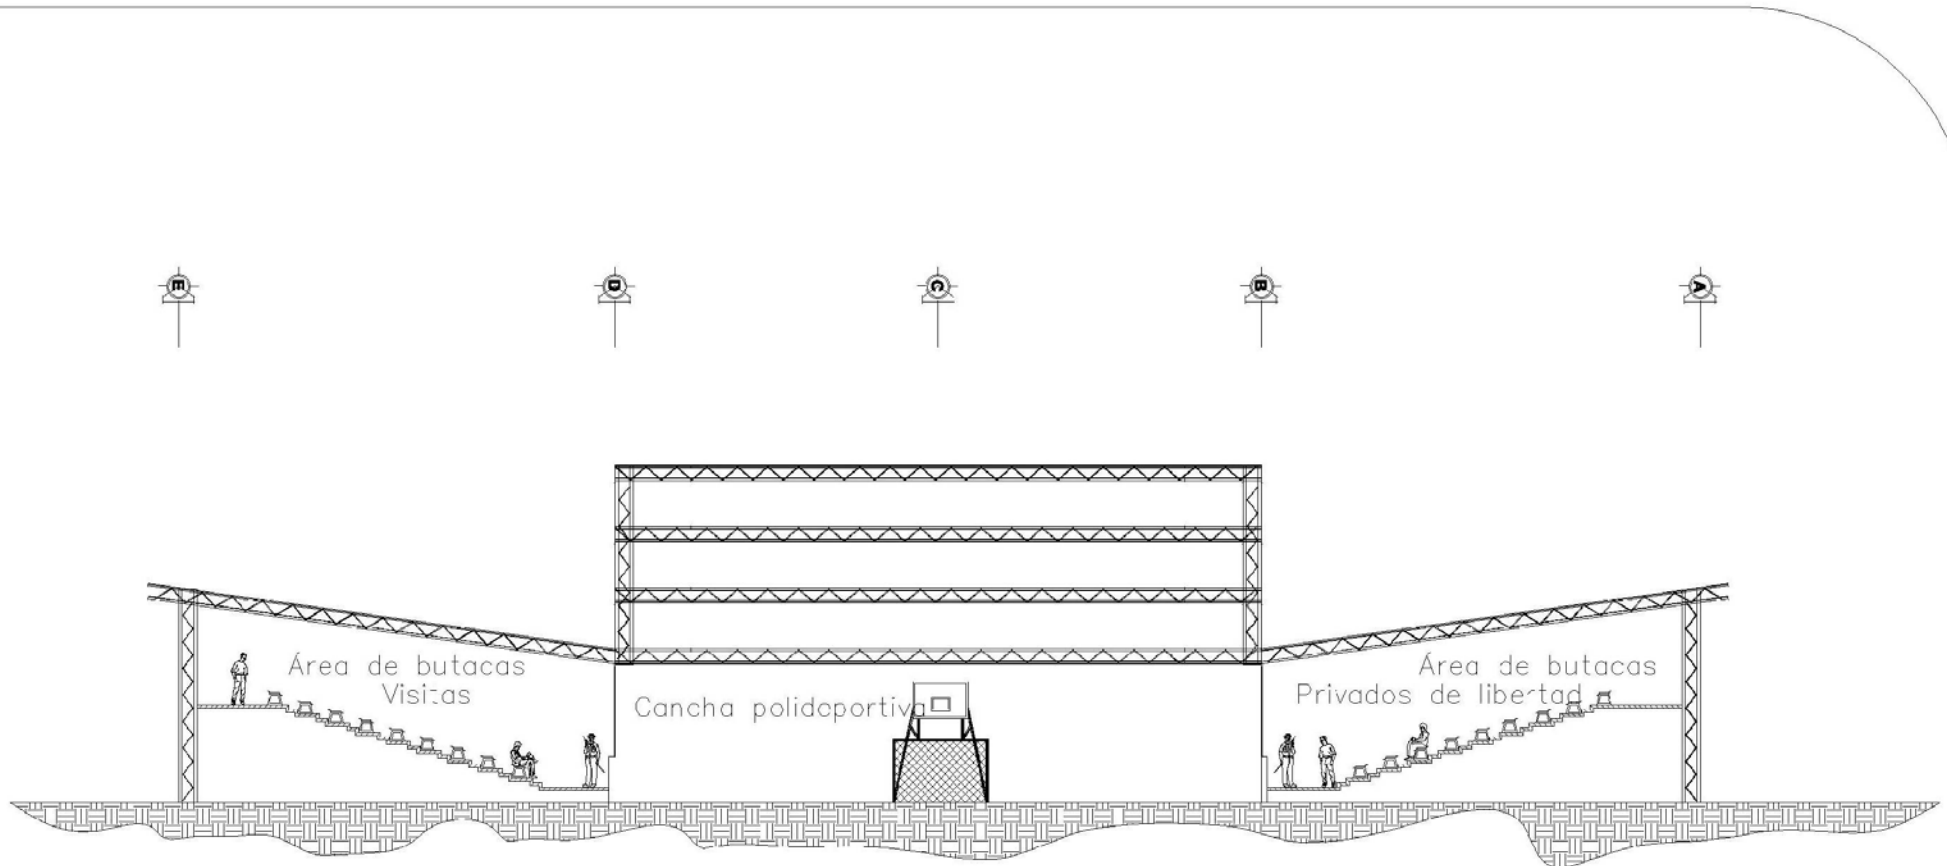 E D C B A
Área de butacas
Visitas
Cancha polideportiva
Área de butacas
Privados de libertad